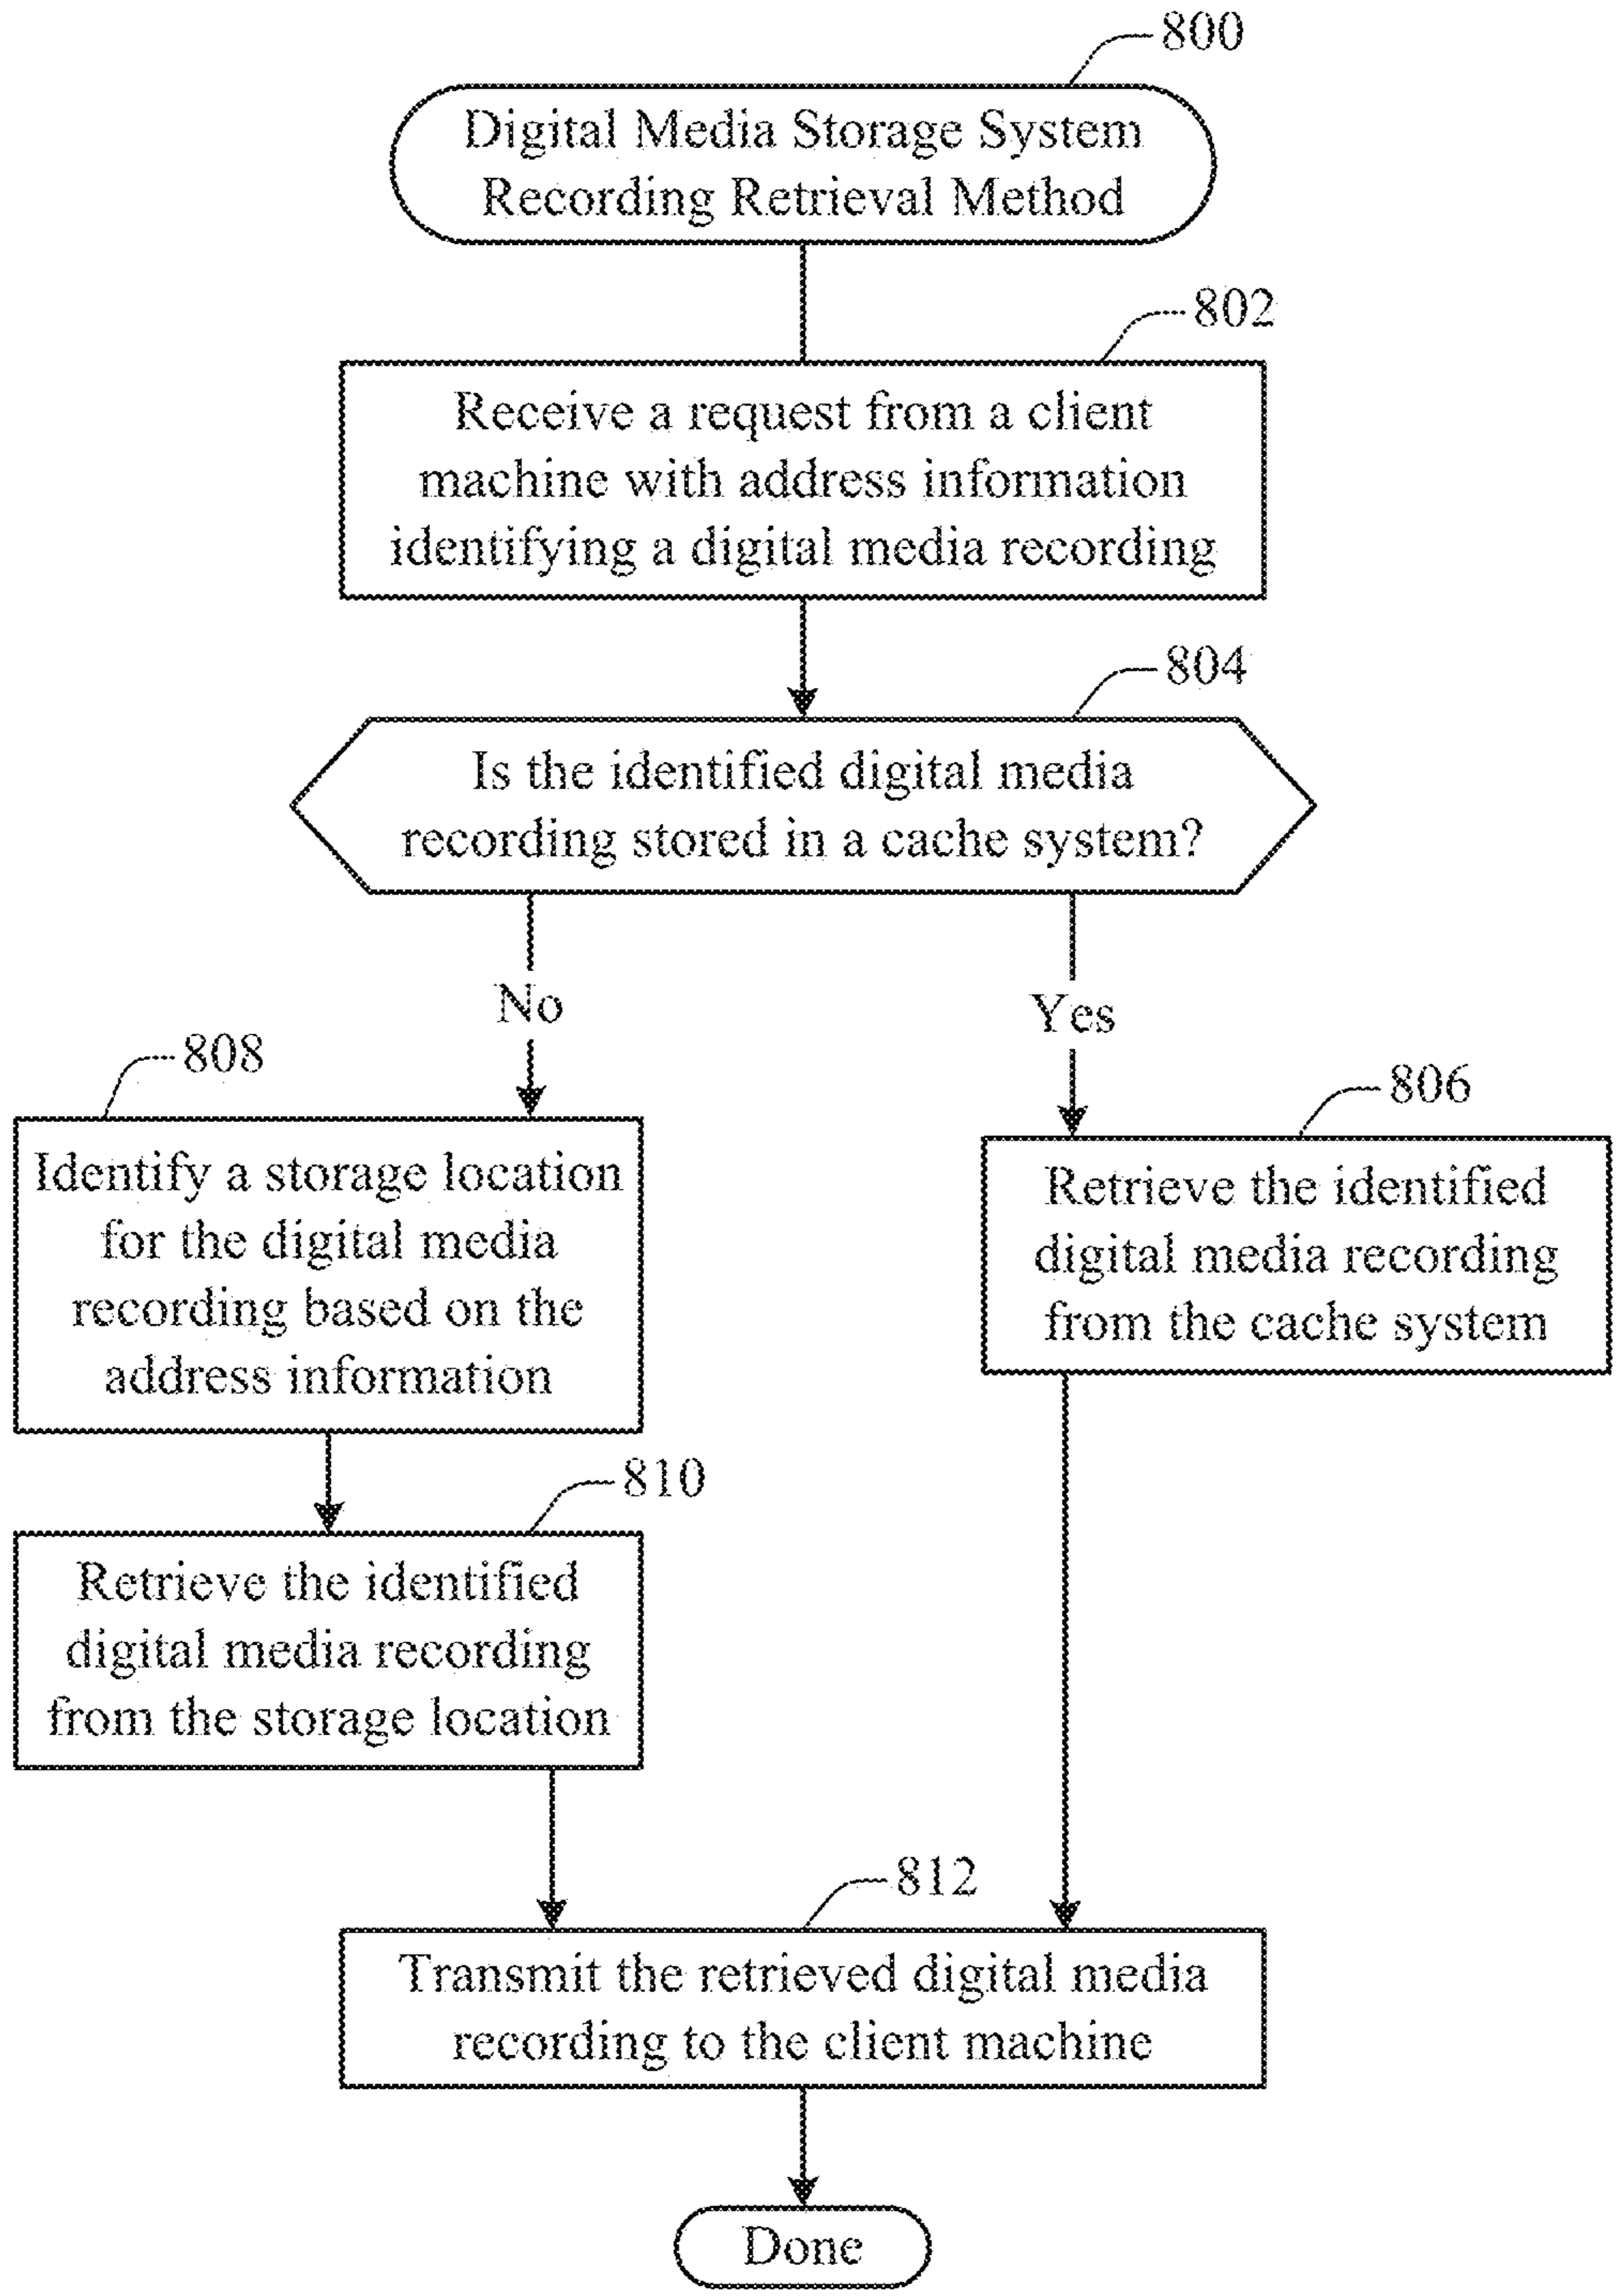 800
Digital Media Storage System
Recording Retrieval Method
802
Receive a request from a client
machine with address information
identifying a digital media recording
804
Is the identified digital media
recording stored in a cache system?
No
Yes
808
Identify a storage location
for the digital media
recording based on the
address information
806
Retrieve the identified
digital media recording
from the cache system
810
Retrieve the identified
digital media recording
from the storage location
812
Transmit the retrieved digital media
recording to the client machine
Done